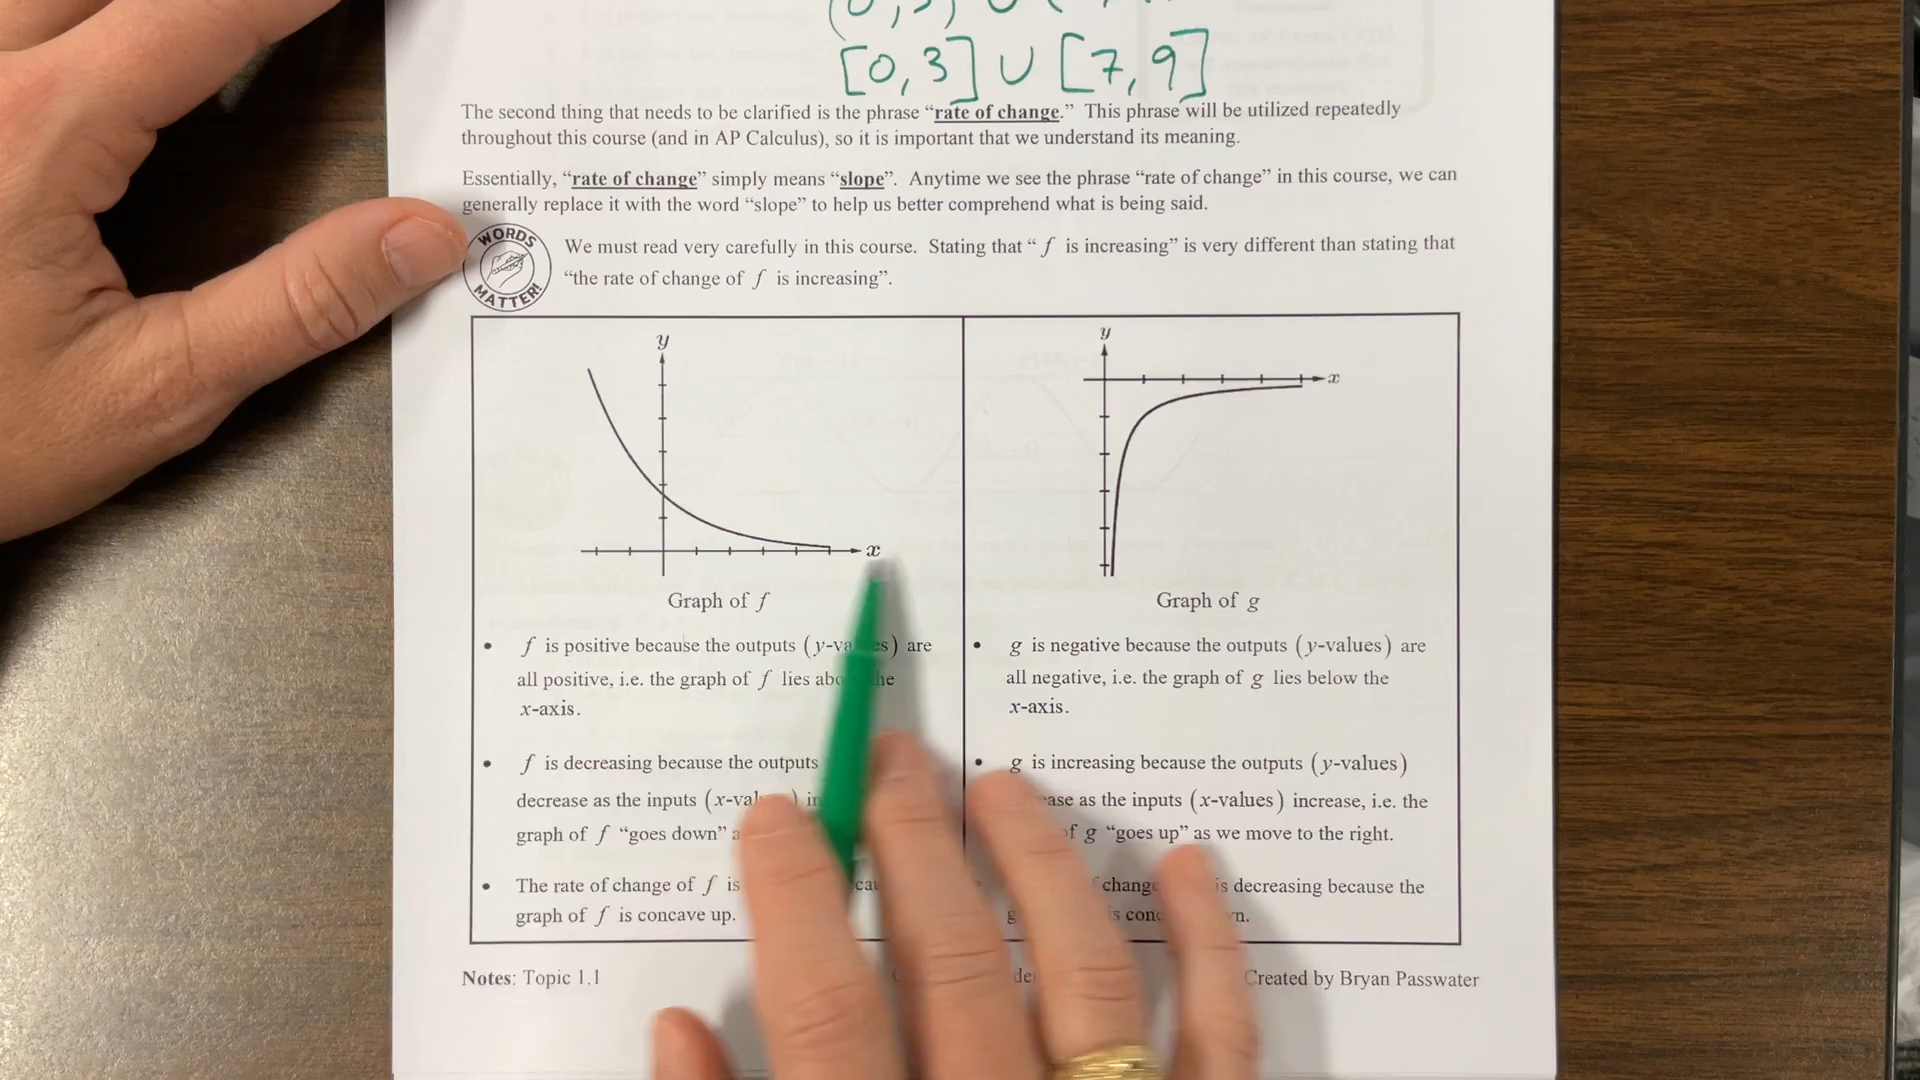 [0,3] ∪ [7,9]
The second thing that needs to be clarified is the phrase “rate of change.” This phrase will be utilized repeatedly
throughout this course (and in AP Calculus), so it is important that we understand its meaning.
Essentially, “rate of change” simply means “slope”. Anytime we see the phrase “rate of change” in this course, we can
generally replace it with the word “slope” to help us better comprehend what is being said.
WORDS
MATTER!
We must read very carefully in this course. Stating that “ f is increasing” is very different than stating that
“the rate of change of f is increasing”.
y
x
Graph of f
f is positive because the outputs (y-va es) are
all positive, i.e. the graph of f lies abo he
x-axis.
f is decreasing because the outputs
decrease as the inputs (x-val ) in
graph of f “goes down” a
The rate of change of f is cau
graph of f is concave up.
y
x
Graph of g
g is negative because the outputs (y-values) are
all negative, i.e. the graph of g lies below the
x-axis.
g is increasing because the outputs (y-values)
ease as the inputs (x-values) increase, i.e. the
of g “goes up” as we move to the right.
change is decreasing because the
g is conc wn.
Notes: Topic 1.1
Created by Bryan Passwater